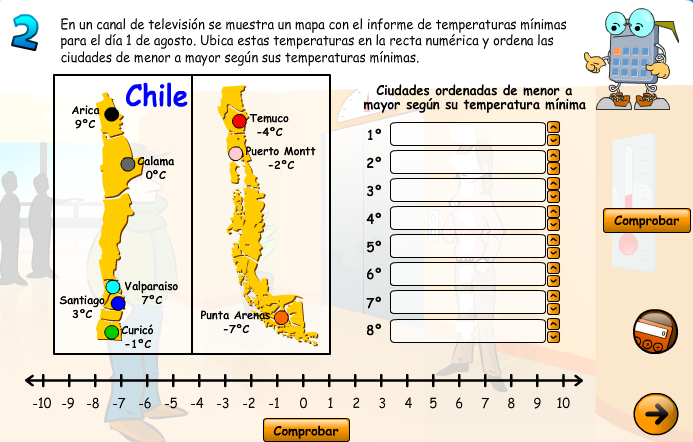 2
En un canal de televisión se muestra un mapa con el informe de temperaturas mínimas
para el día 1 de agosto. Ubica estas temperaturas en la recta numérica y ordena las
ciudades de menor a mayor según sus temperaturas mínimas.
Chile
Arica
9°C
Calama
0°C
Valparaiso
7°C
Santiago
3°C
Curicó
-1°C
Temuco
-4°C
Puerto Montt
-2°C
Punta Arenas
-7°C
Ciudades ordenadas de menor a
mayor según su temperatura mínima
1°
2°
3°
4°
5°
6°
7°
8°
Comprobar
-10 -9 -8 -7 -6 -5 -4 -3 -2 -1 0 1 2 3 4 5 6 7 8 9 10
Comprobar